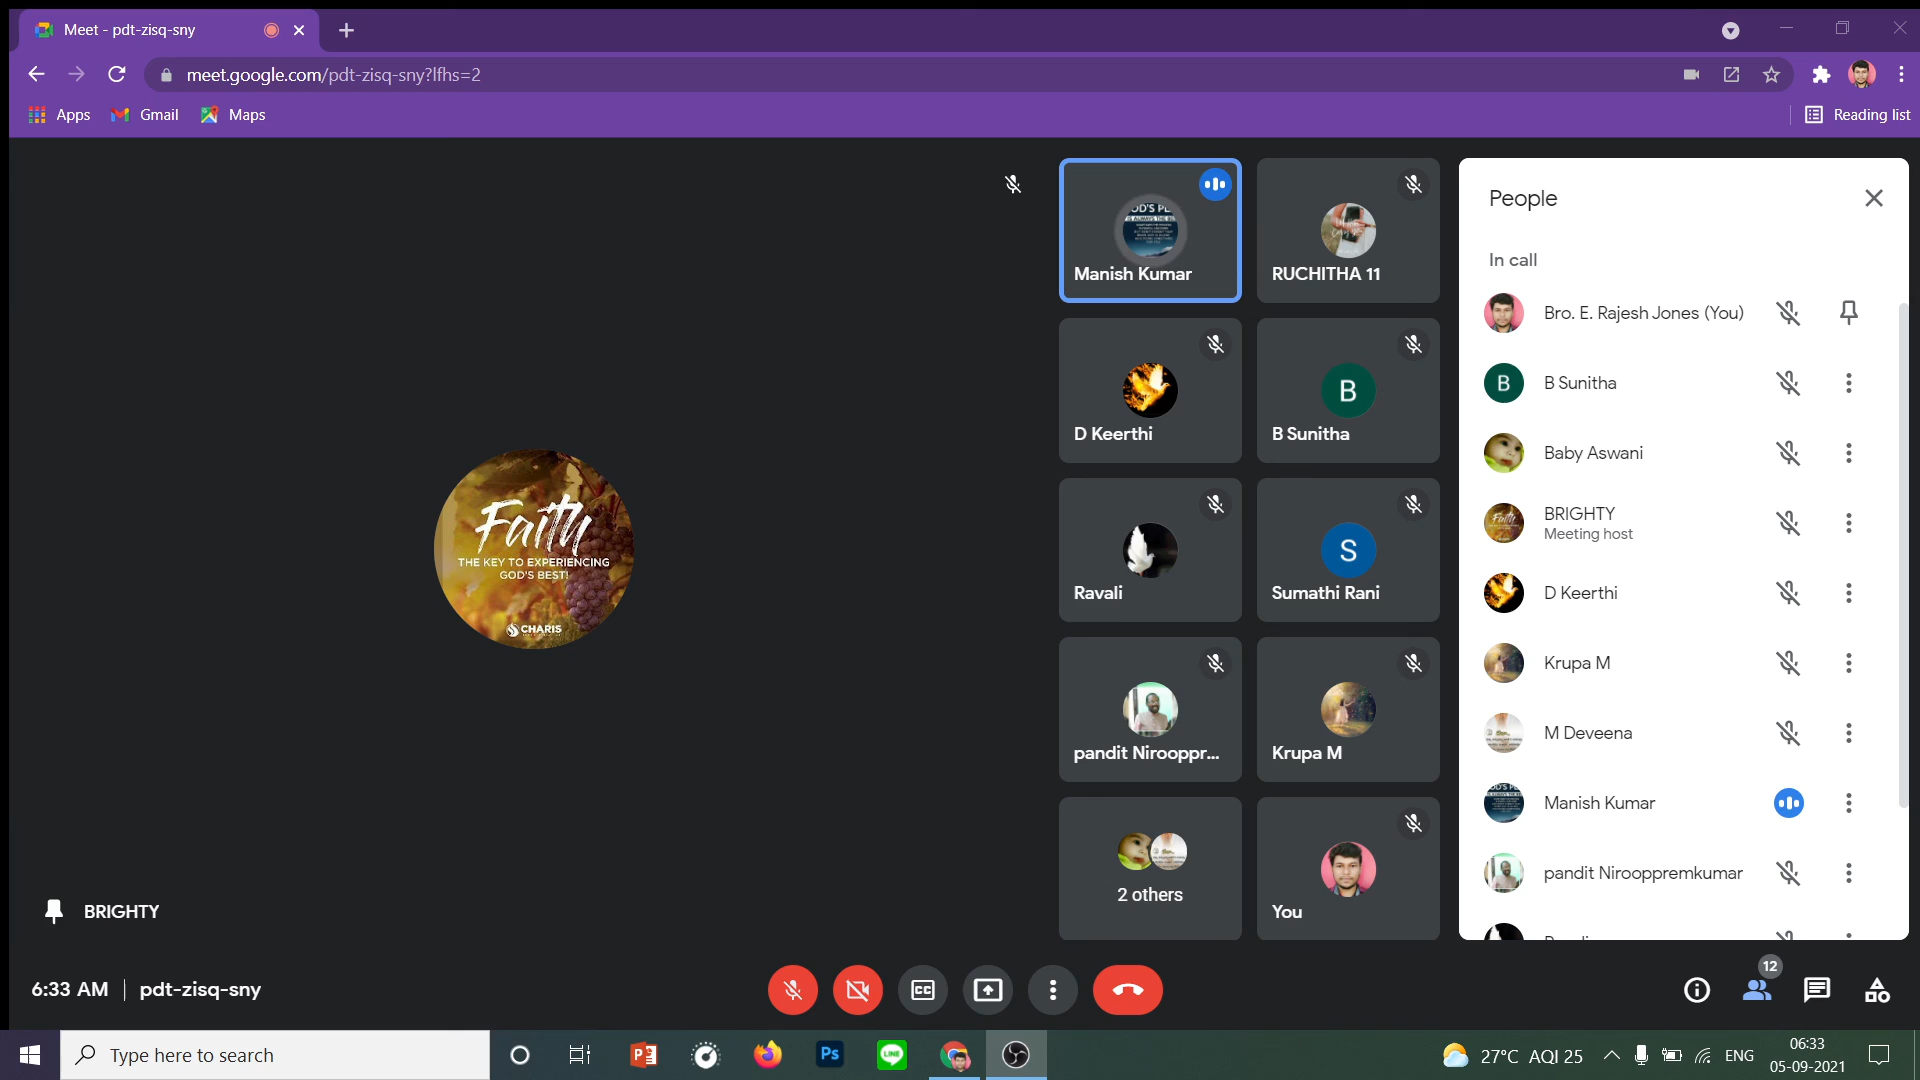 Meet - pdt-zisq-sny
meet.google.com/pdt-zisq-sny?lfhs=2
Apps
Gmail
Maps
Reading list
Faith
THE KEY TO EXPERIENCING
GOD'S BEST!
CHARIS
BRIGHTY
Manish Kumar
RUCHITHA 11
D Keerthi
B
B Sunitha
Ravali
S
Sumathi Rani
pandit Nirooppr...
Krupa M
2 others
You
People
In call
Bro. E. Rajesh Jones (You)
B
B Sunitha
Baby Aswani
BRIGHTY
Meeting host
D Keerthi
Krupa M
M Deveena
Manish Kumar
pandit Nirooppremkumar
6:33 AM | pdt-zisq-sny
CC
12
Type here to search
Ps
LINE
27°C AQI 25
ENG
06:33
05-09-2021